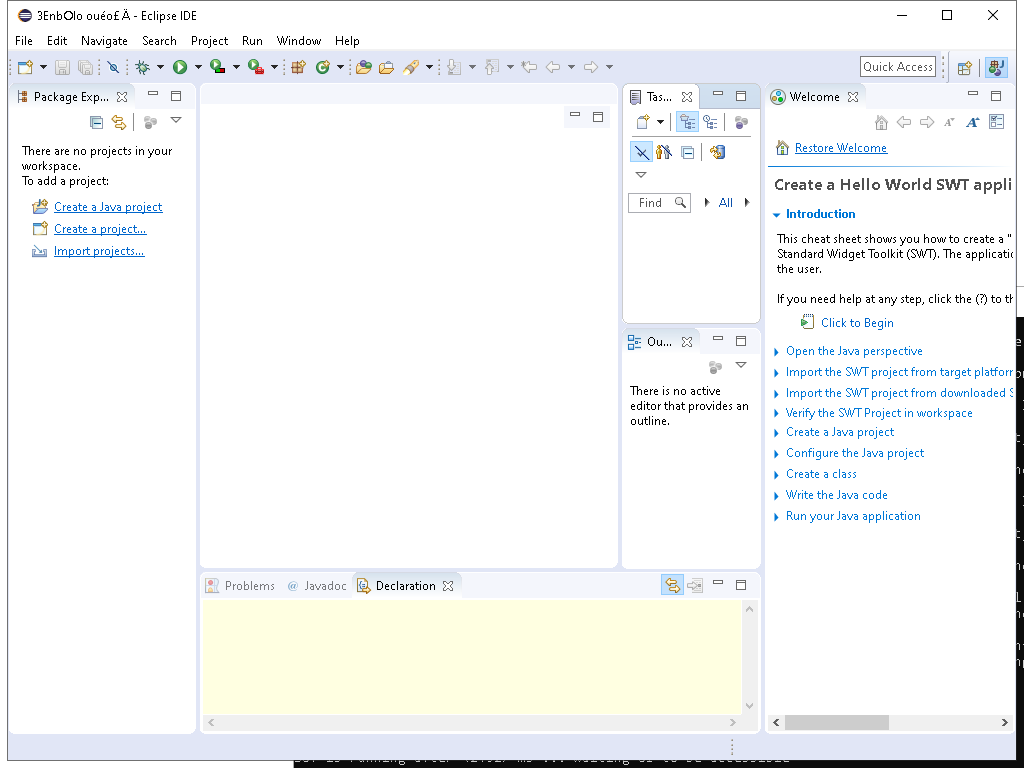 3EnbOlo ouéo£Ä - Eclipse IDE
File Edit Navigate Search Project Run Window Help
Quick Access
Package Exp...
There are no projects in your
workspace.
To add a project:
Create a Java project
Create a project...
Import projects...
Tas...
Find
All
Ou...
There is no active
editor that provides an
outline.
Welcome
Restore Welcome
Create a Hello World SWT appli
Introduction
This cheat sheet shows you how to create a "
Standard Widget Toolkit (SWT). The applicatic
the user.
If you need help at any step, click the (?) to th
Click to Begin
Open the Java perspective
Import the SWT project from target platforn
Import the SWT project from downloaded S
Verify the SWT Project in workspace
Create a Java project
Configure the Java project
Create a class
Write the Java code
Run your Java application
Problems @ Javadoc Declaration